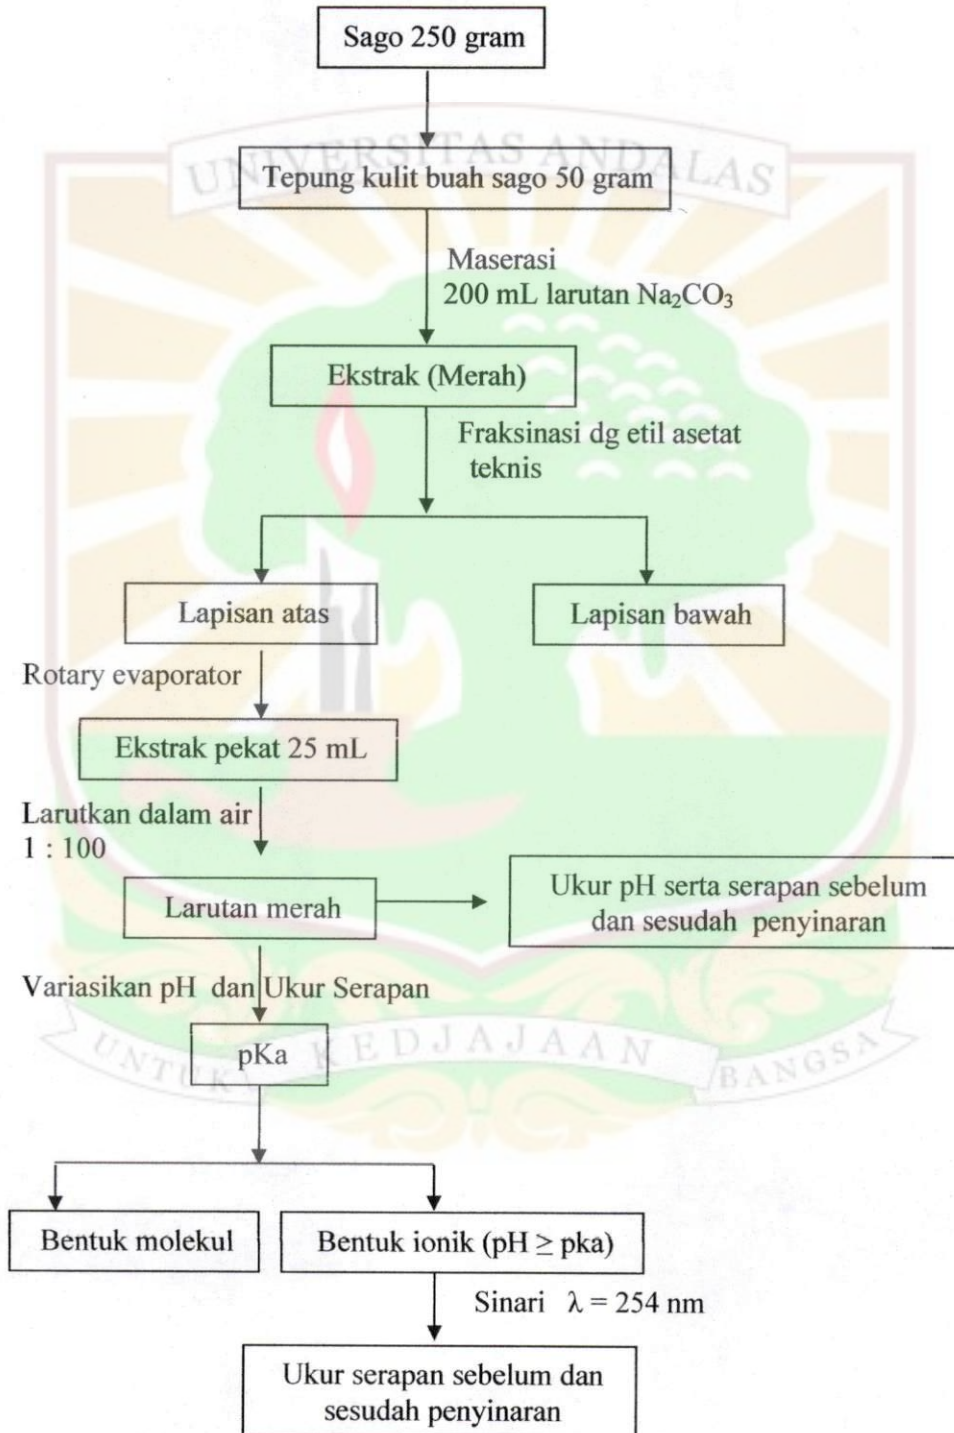 Sago 250 gram
UNIVERSITAS ANDALAS
Tepung kulit buah sago 50 gram
Maserasi
200 mL larutan Na₂CO₃
Ekstrak (Merah)
Fraksinasi dg etil asetat
teknis
Lapisan atas
Lapisan bawah
Rotary evaporator
Ekstrak pekat 25 mL
Larutkan dalam air
1 : 100
Larutan merah
Ukur pH serta serapan sebelum
dan sesudah penyinaran
Variasikan pH dan Ukur Serapan
pKa
UNTUK KEDJAJAAN BANGSA
Bentuk molekul
Bentuk ionik (pH ≥ pka)
Sinari λ = 254 nm
Ukur serapan sebelum dan
sesudah penyinaran